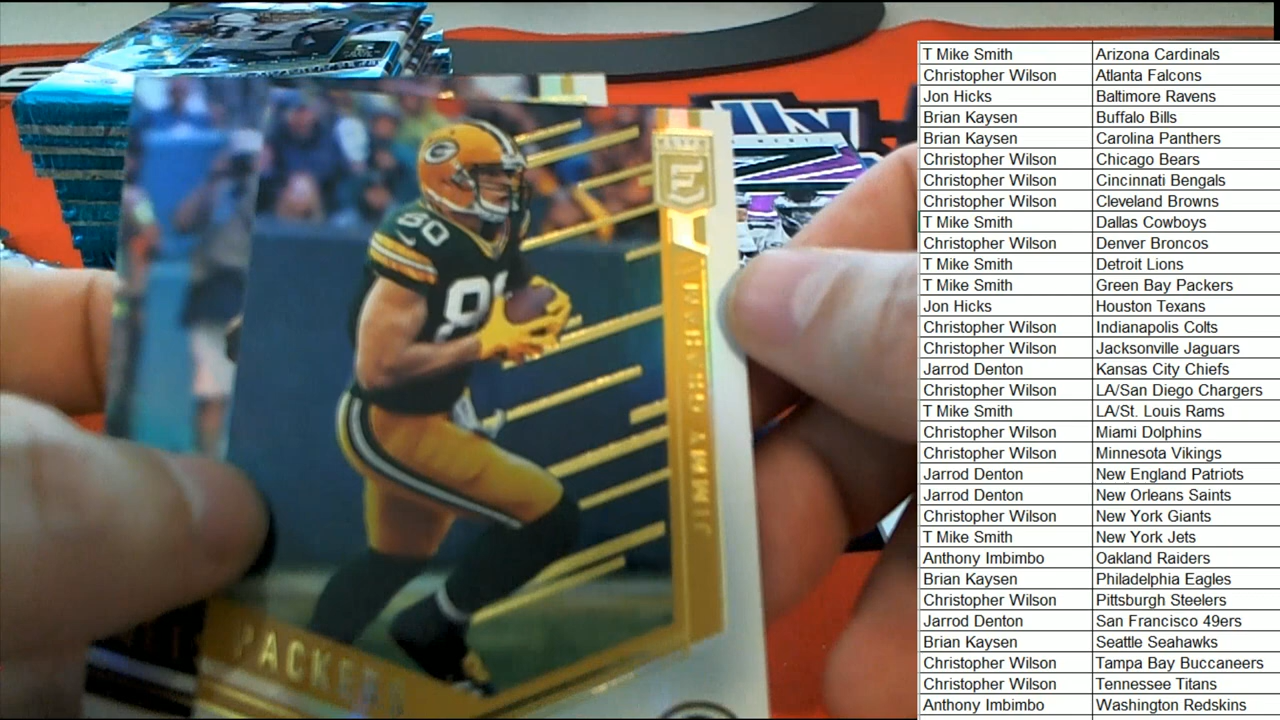 T Mike Smith Arizona Cardinals
Christopher Wilson Atlanta Falcons
Jon Hicks Baltimore Ravens
Brian Kaysen Buffalo Bills
Brian Kaysen Carolina Panthers
Christopher Wilson Chicago Bears
Christopher Wilson Cincinnati Bengals
Christopher Wilson Cleveland Browns
T Mike Smith Dallas Cowboys
Christopher Wilson Denver Broncos
T Mike Smith Detroit Lions
T Mike Smith Green Bay Packers
Jon Hicks Houston Texans
Christopher Wilson Indianapolis Colts
Christopher Wilson Jacksonville Jaguars
Jarrod Denton Kansas City Chiefs
Christopher Wilson LA/San Diego Chargers
T Mike Smith LA/St. Louis Rams
Christopher Wilson Miami Dolphins
Christopher Wilson Minnesota Vikings
Jarrod Denton New England Patriots
Jarrod Denton New Orleans Saints
Christopher Wilson New York Giants
T Mike Smith New York Jets
Anthony Imbimbo Oakland Raiders
Brian Kaysen Philadelphia Eagles
Christopher Wilson Pittsburgh Steelers
Jarrod Denton San Francisco 49ers
Brian Kaysen Seattle Seahawks
Christopher Wilson Tampa Bay Buccaneers
Christopher Wilson Tennessee Titans
Anthony Imbimbo Washington Redskins
ELITE
E
JIMMY GRAHAM
G
80
80
PACKERS